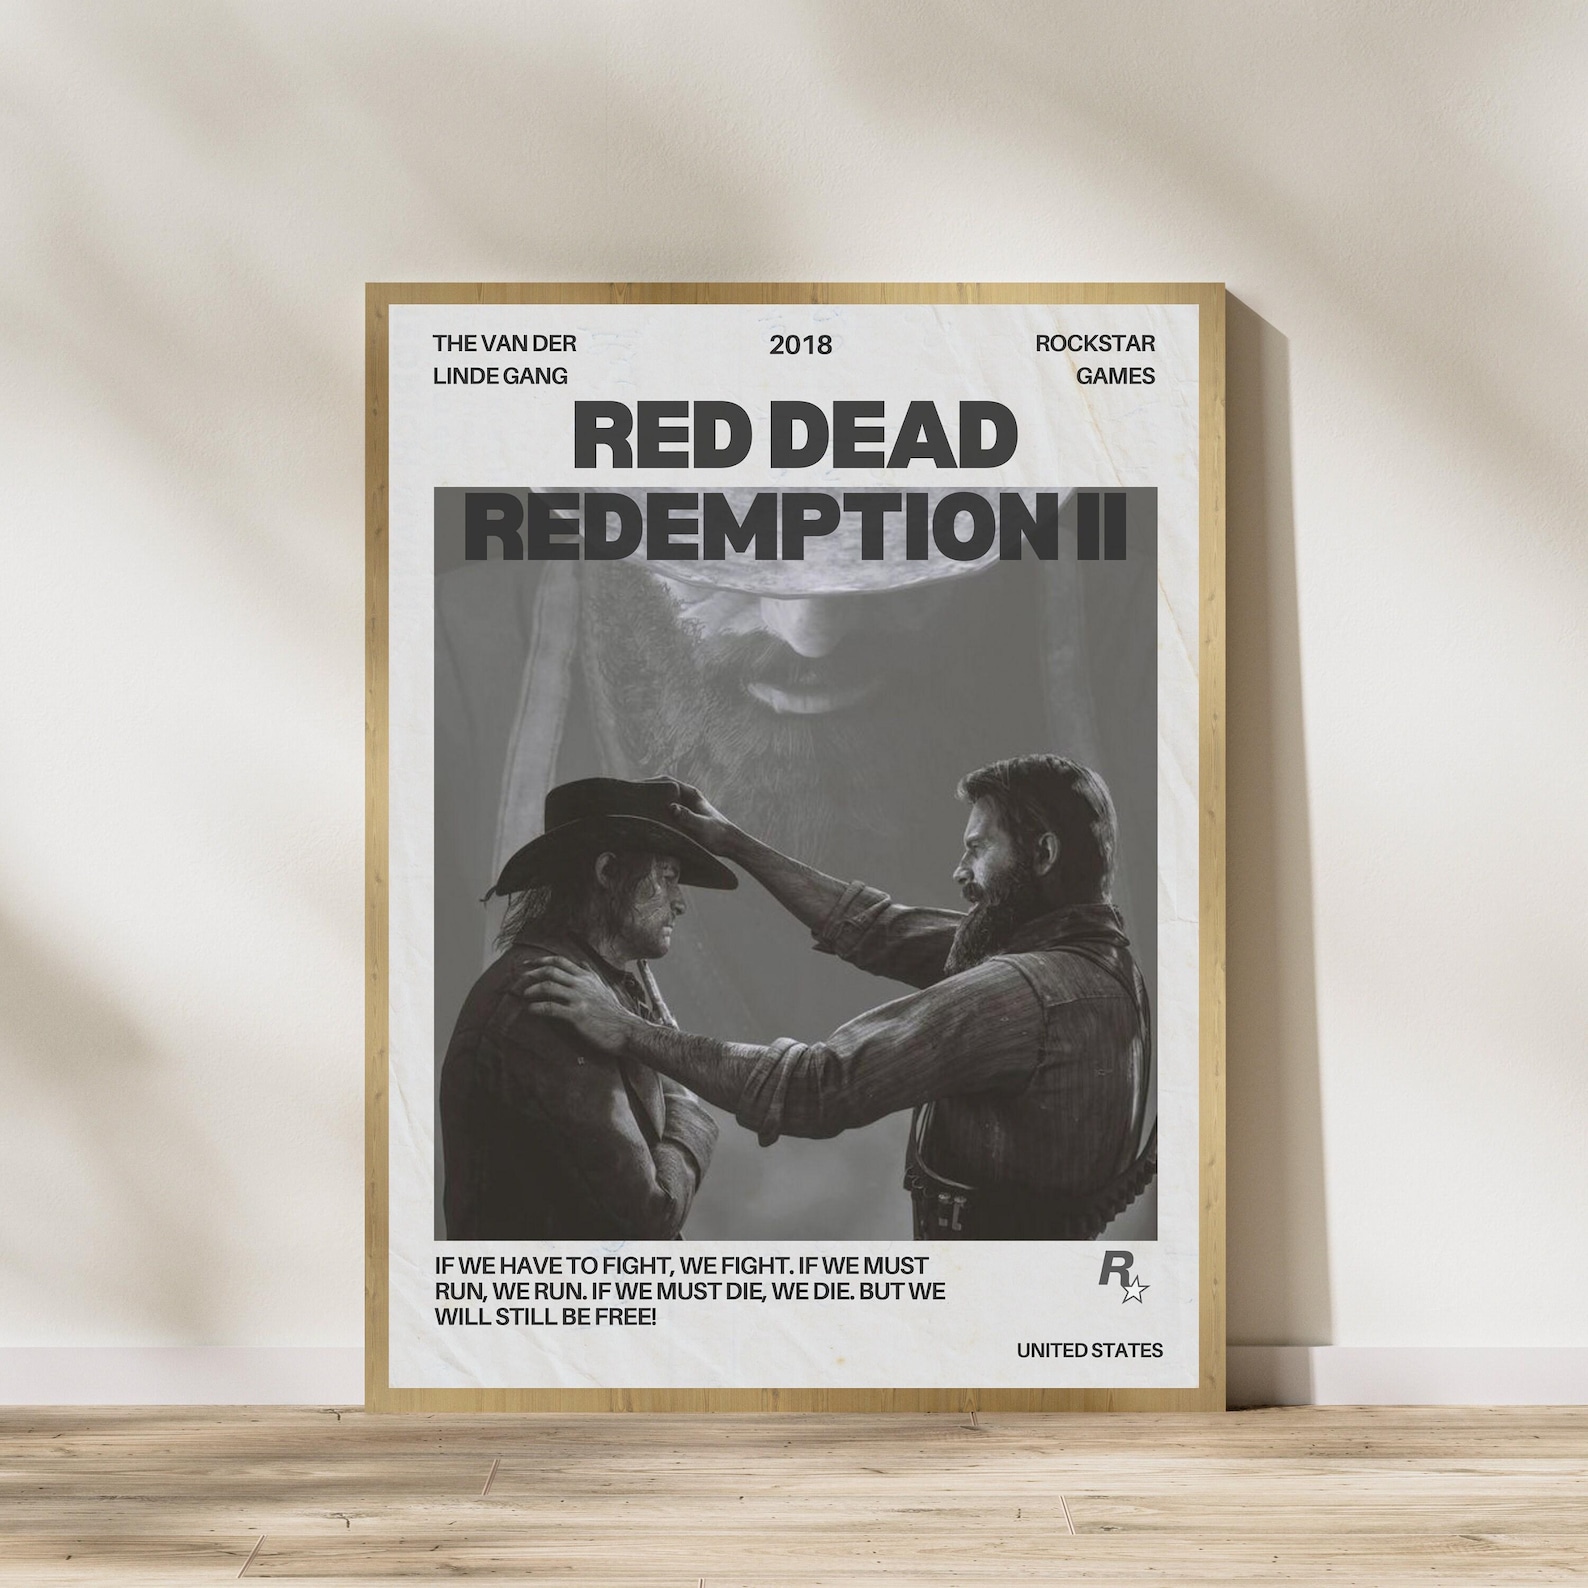 THE VAN DER
LINDE GANG
2018
ROCKSTAR
GAMES
RED DEAD
REDEMPTION II
IF WE HAVE TO FIGHT, WE FIGHT. IF WE MUST
RUN, WE RUN. IF WE MUST DIE, WE DIE. BUT WE
WILL STILL BE FREE!
R
UNITED STATES